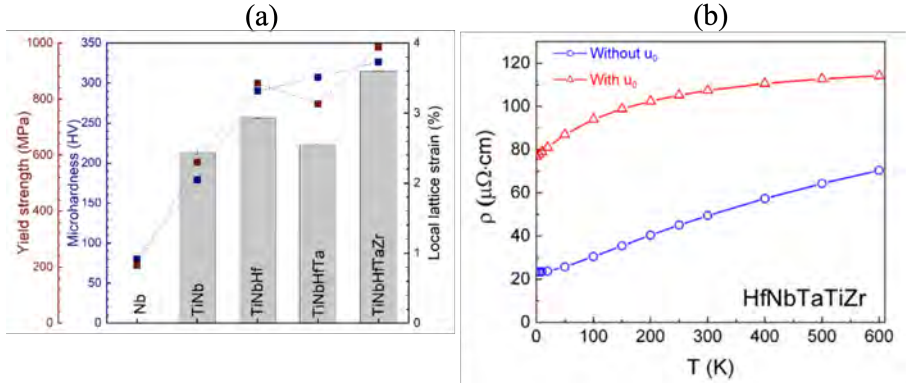 (a)
(b)
Yield strength (MPa)
1000
800
600
400
200
0
Microhardness (HV)
350
300
250
200
150
100
50
0
Nb
TiNb
TiNbHf
TiNbHfTa
TiNbHfTaZr
4
3
2
1
0
Local lattice strain (%)
ρ (μΩ·cm)
120
100
80
60
40
20
0
Without u₀
With u₀
HfNbTaTiZr
0 100 200 300 400 500 600
T (K)